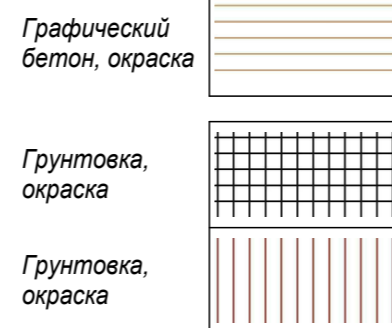 Графический
бетон, окраска
Грунтовка,
окраска
Грунтовка,
окраска